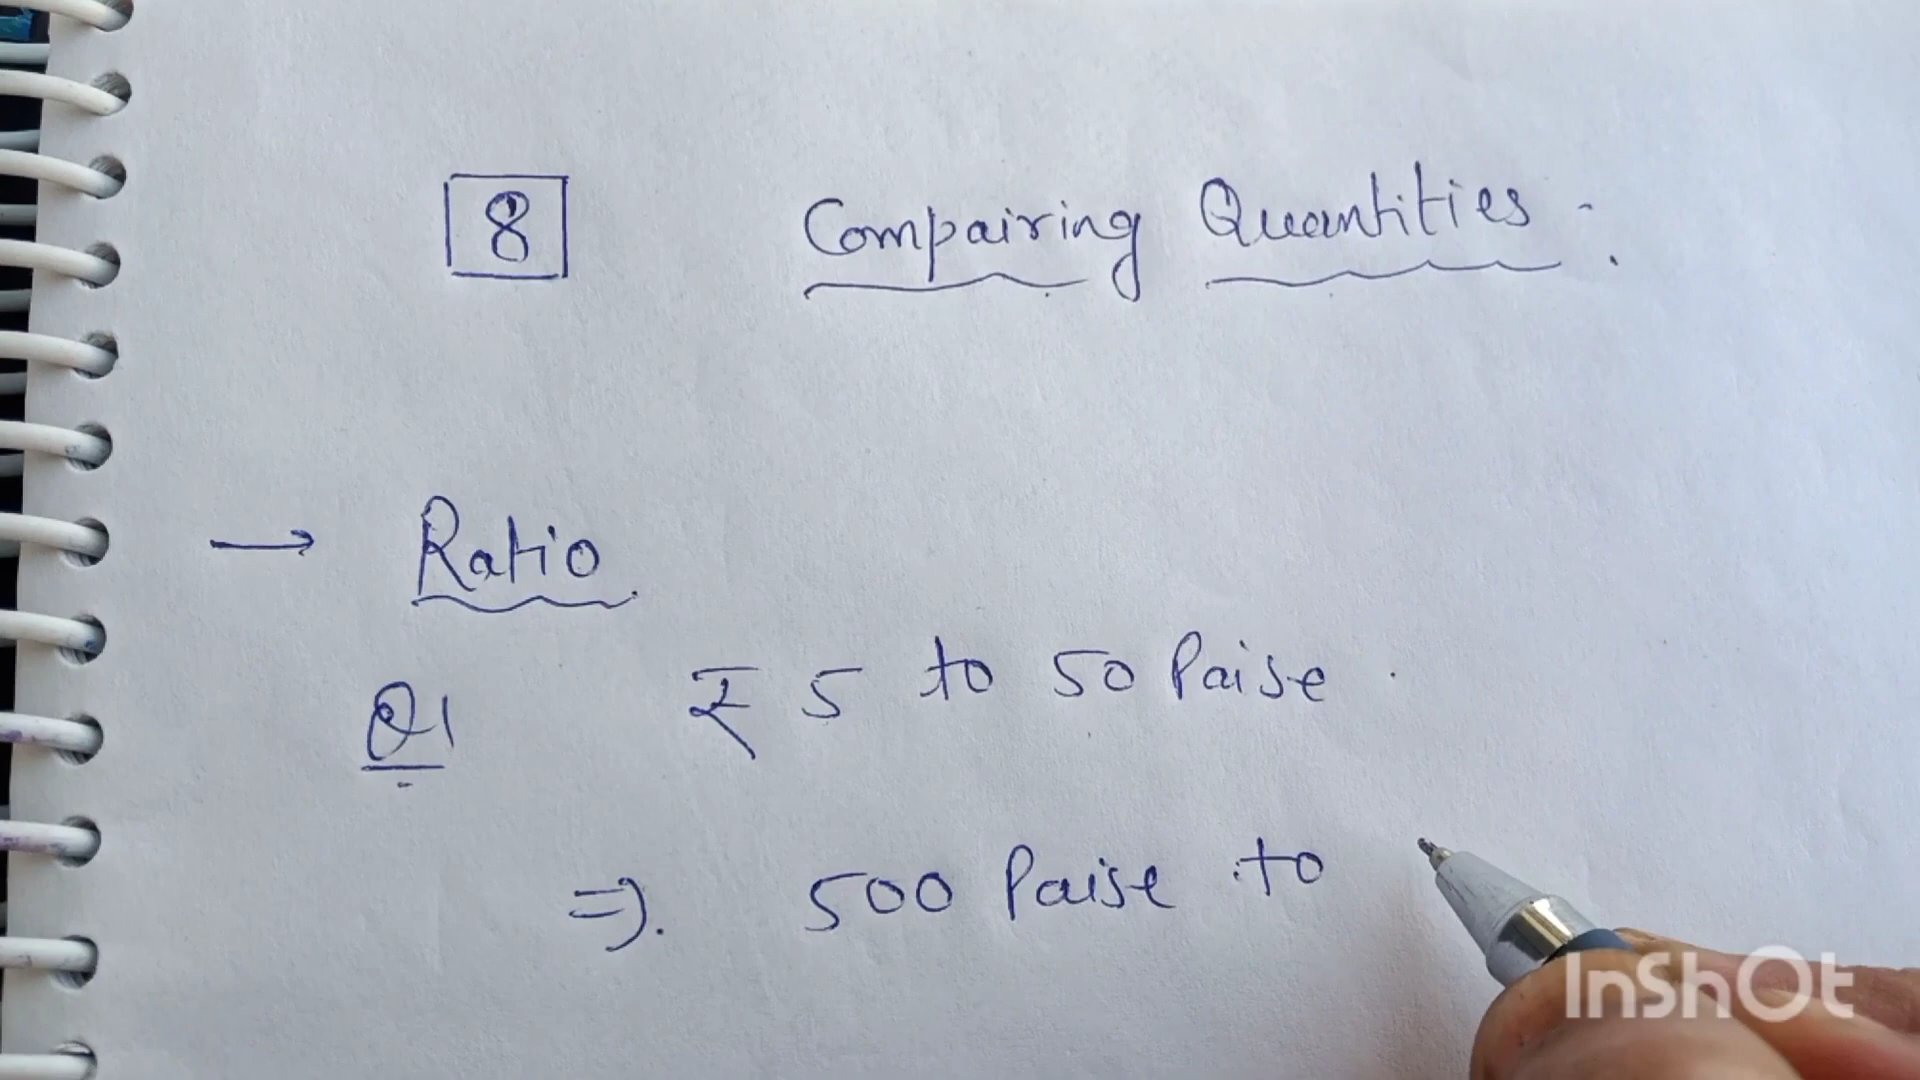 8 Compairing Quantities.
→ Ratio
Q1 ₹ 5 to 50 Paise.
⇒ 500 Paise to
InShOt